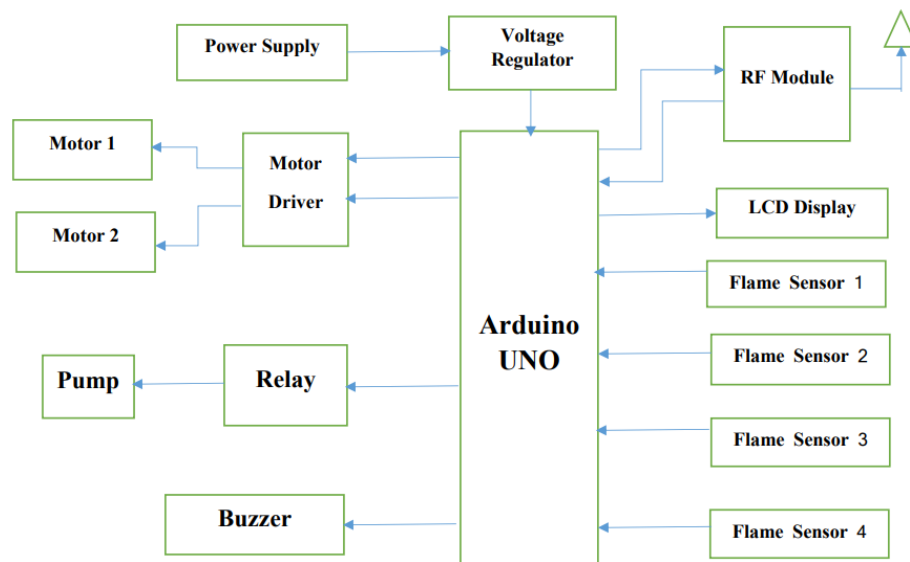 Power Supply
Voltage
Regulator
RF Module
Motor 1
Motor
Driver
Motor 2
LCD Display
Flame Sensor 1
Arduino
UNO
Flame Sensor 2
Pump
Relay
Flame Sensor 3
Buzzer
Flame Sensor 4